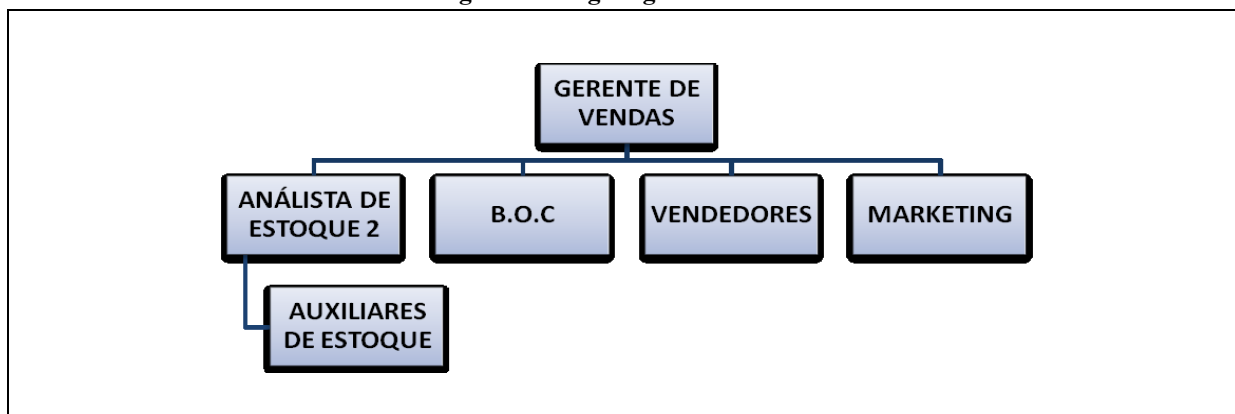 GERENTE DE
VENDAS
ANÁLISTA DE
ESTOQUE 2
B.O.C
VENDEDORES
MARKETING
AUXILIARES
DE ESTOQUE